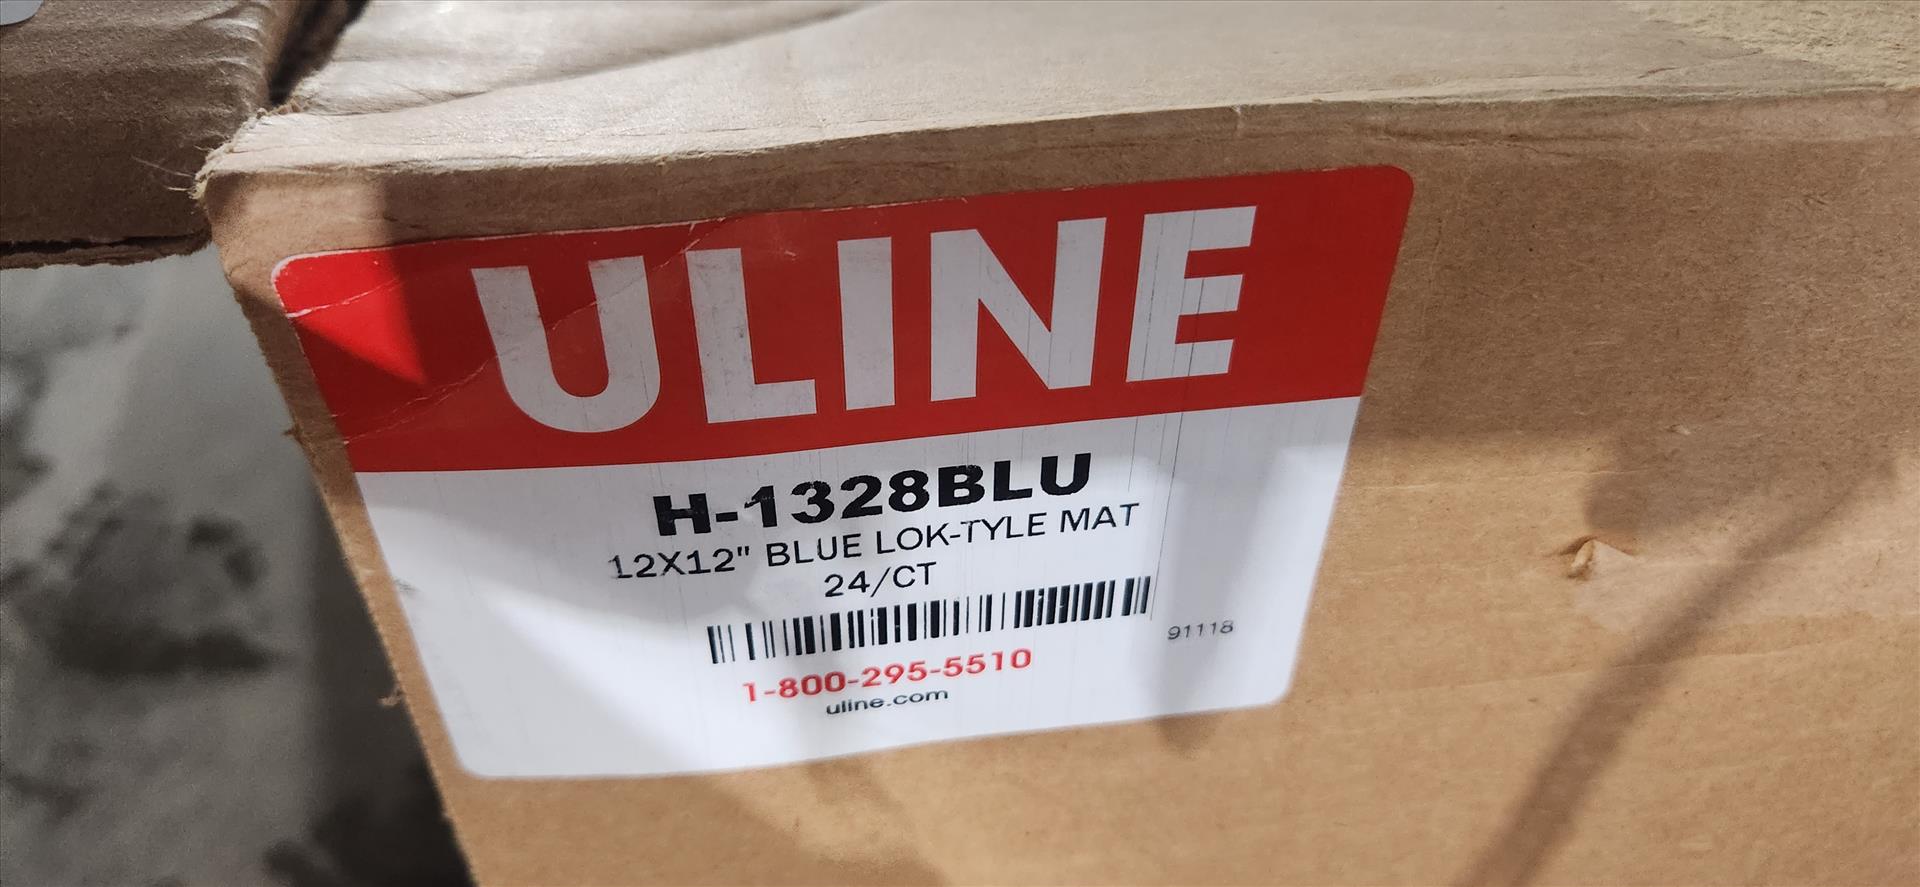 ULINE
H-1328BLU
12X12" BLUE LOK-TYLE MAT
24/CT
91118
1-800-295-5510
uline.com